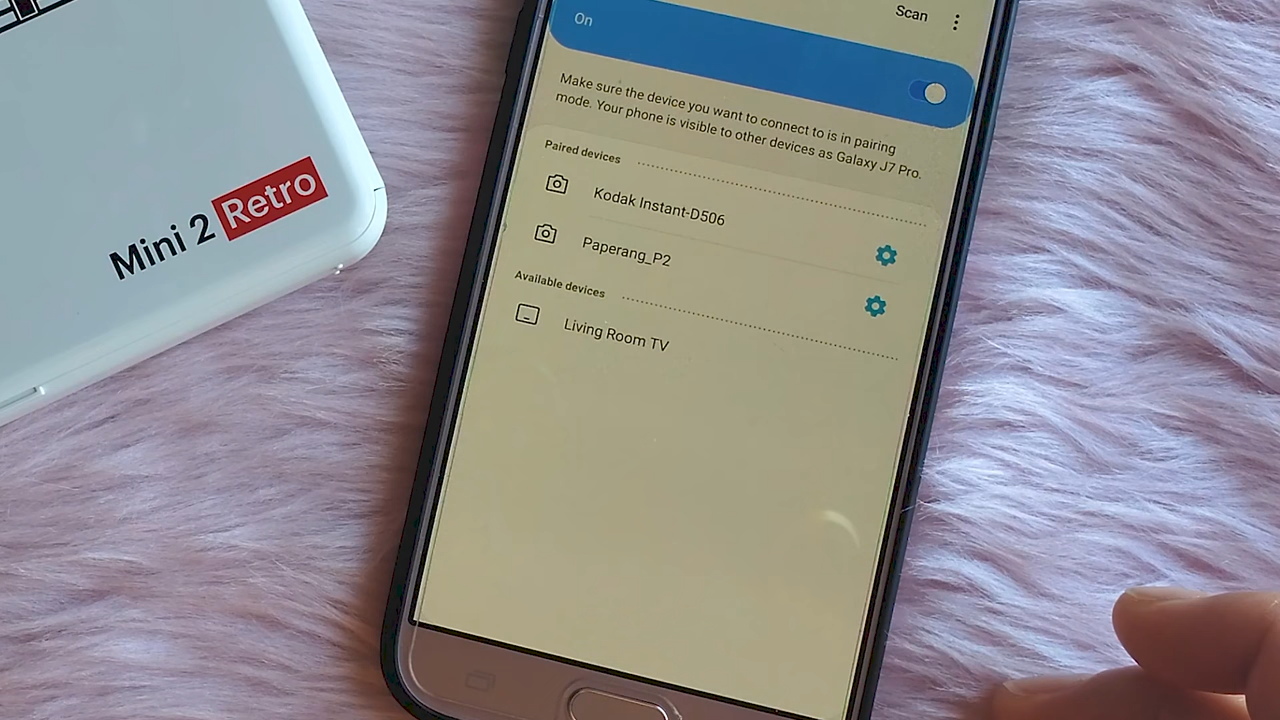 Scan
On
Make sure the device you want to connect to is in pairing
mode. Your phone is visible to other devices as Galaxy J7 Pro.
Paired devices
Kodak Instant-D506
Paperang_P2
Available devices
Living Room TV
Mini 2 Retro